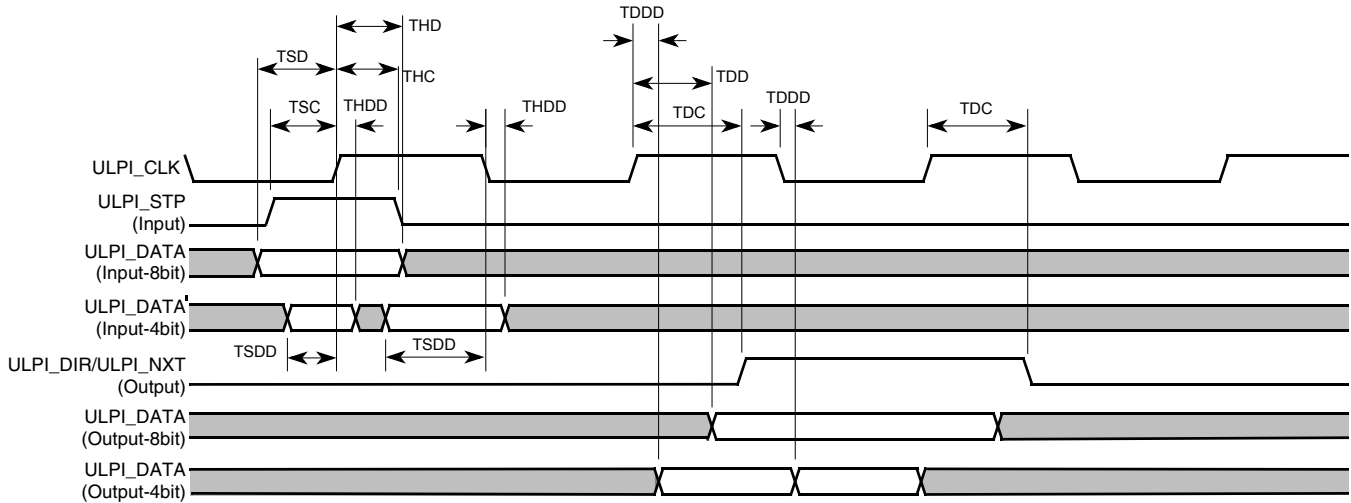 THD
TDDD
TSD
THC
TDD
TSC
THDD
THDD
TDC
TDDD
TDC
ULPI_CLK
ULPI_STP
(Input)
ULPI_DATA
(Input-8bit)
ULPI_DATA
(Input-4bit)
TSDD
TSDD
ULPI_DIR/ULPI_NXT
(Output)
ULPI_DATA
(Output-8bit)
ULPI_DATA
(Output-4bit)